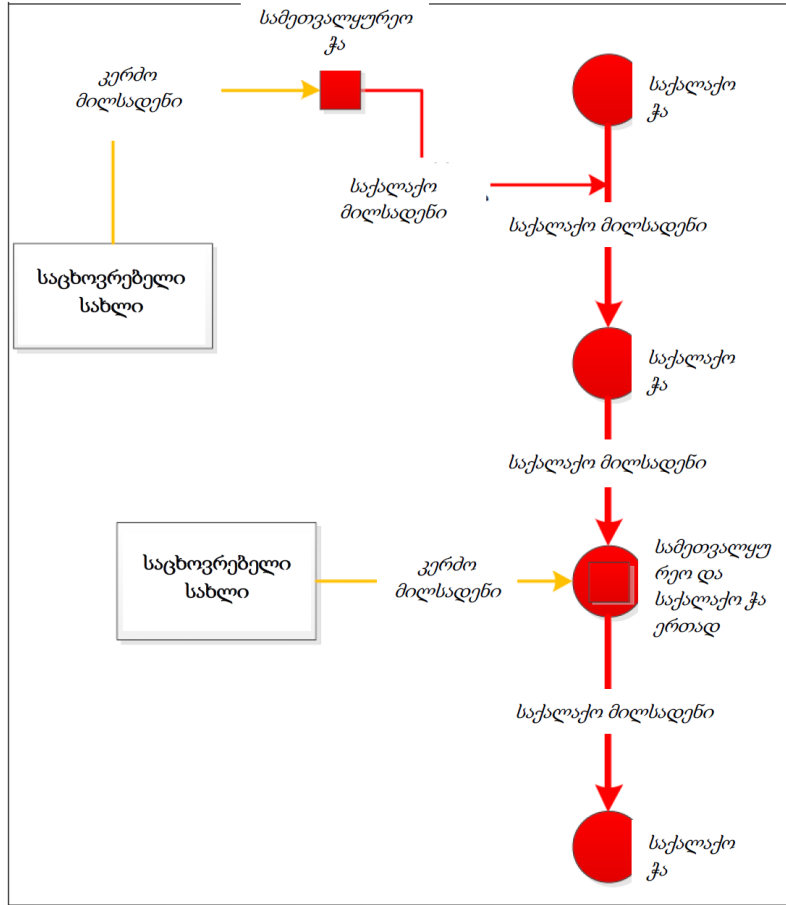 სამეთვალყურეო
ჭა
კერძო
მილსადენი
საქალაქო
ჭა
საქალაქო
მილსადენი
საქალაქო მილსადენი
საცხოვრებელი
სახლი
საქალაქო
ჭა
საქალაქო მილსადენი
საცხოვრებელი
სახლი
კერძო
მილსადენი
სამეთვალყუ
რეო და
საქალაქო ჭა
ერთად
საქალაქო მილსადენი
საქალაქო
ჭა